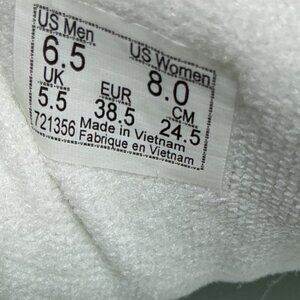 US Men US Women
6.5 8.0
UK EUR CM
5.5 38.5 24.5
721356 Made in Vietnam
Fabrique en Vietnam